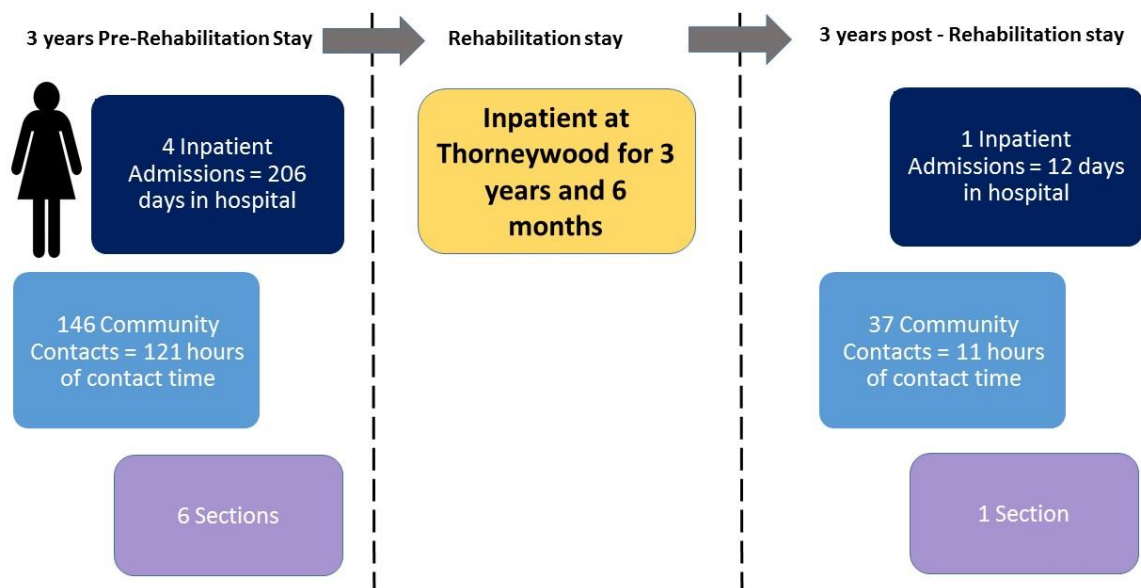 3 years Pre-Rehabilitation Stay
Rehabilitation stay
3 years post - Rehabilitation stay
4 Inpatient
Admissions = 206
days in hospital
Inpatient at
Thorneywood for 3
years and 6
months
1 Inpatient
Admissions = 12 days
in hospital
146 Community
Contacts = 121 hours
of contact time
37 Community
Contacts = 11 hours
of contact time
6 Sections
1 Section